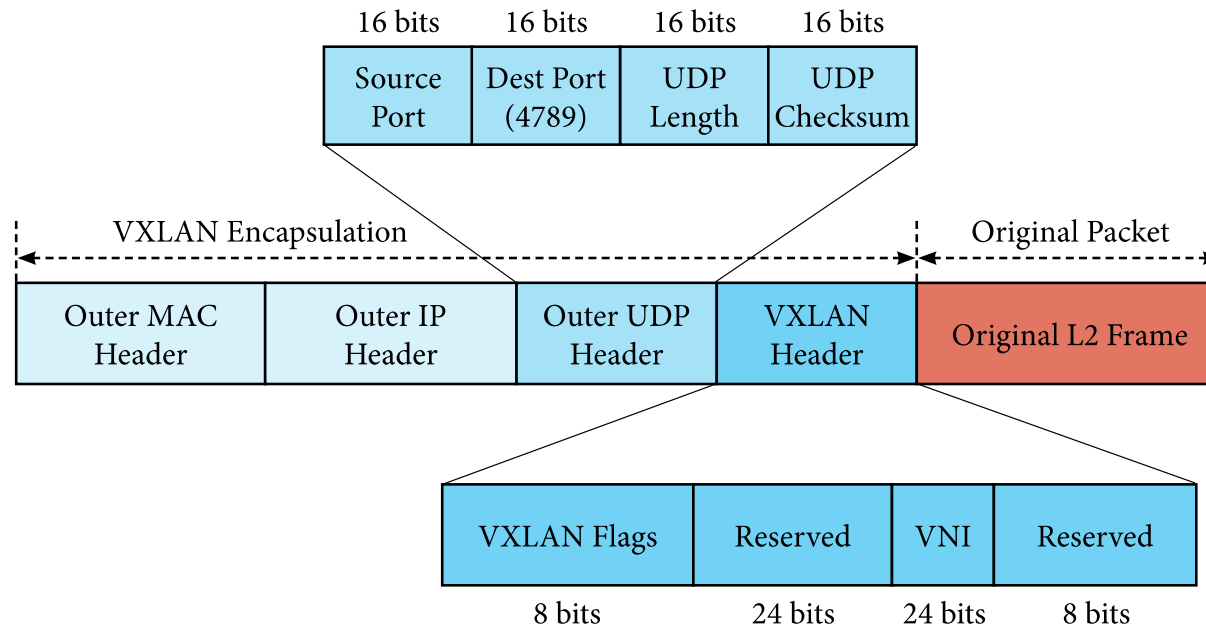 16 bits 16 bits 16 bits 16 bits
Source Port
Dest Port (4789)
UDP Length
UDP Checksum
VXLAN Encapsulation
Original Packet
Outer MAC Header
Outer IP Header
Outer UDP Header
VXLAN Header
Original L2 Frame
VXLAN Flags
Reserved
VNI
Reserved
8 bits 24 bits 24 bits 8 bits